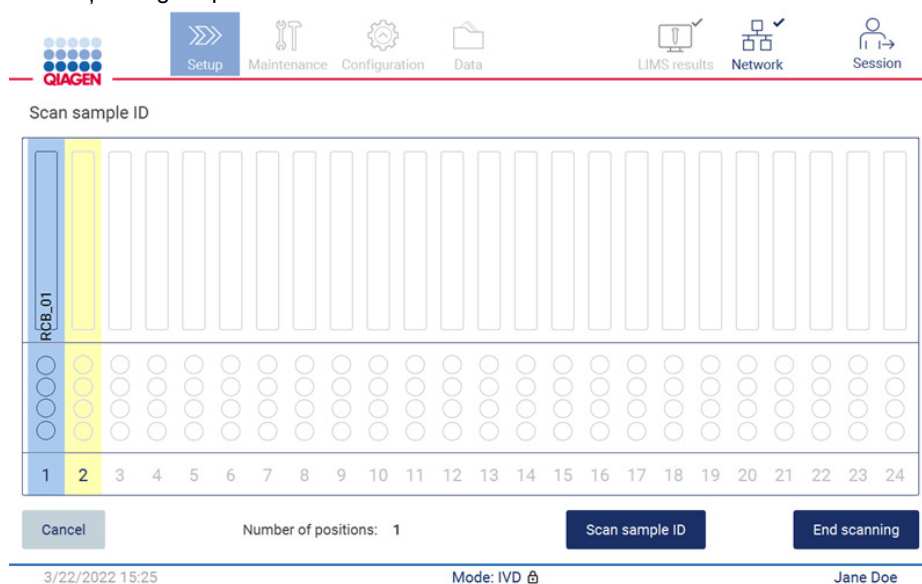 QIAGEN
Setup Maintenance Configuration Data LIMS results Network Session
Scan sample ID
RCB_01
1 2 3 4 5 6 7 8 9 10 11 12 13 14 15 16 17 18 19 20 21 22 23 24
Cancel Number of positions: 1 Scan sample ID End scanning
3/22/2022 15:25 Mode: IVD Jane Doe